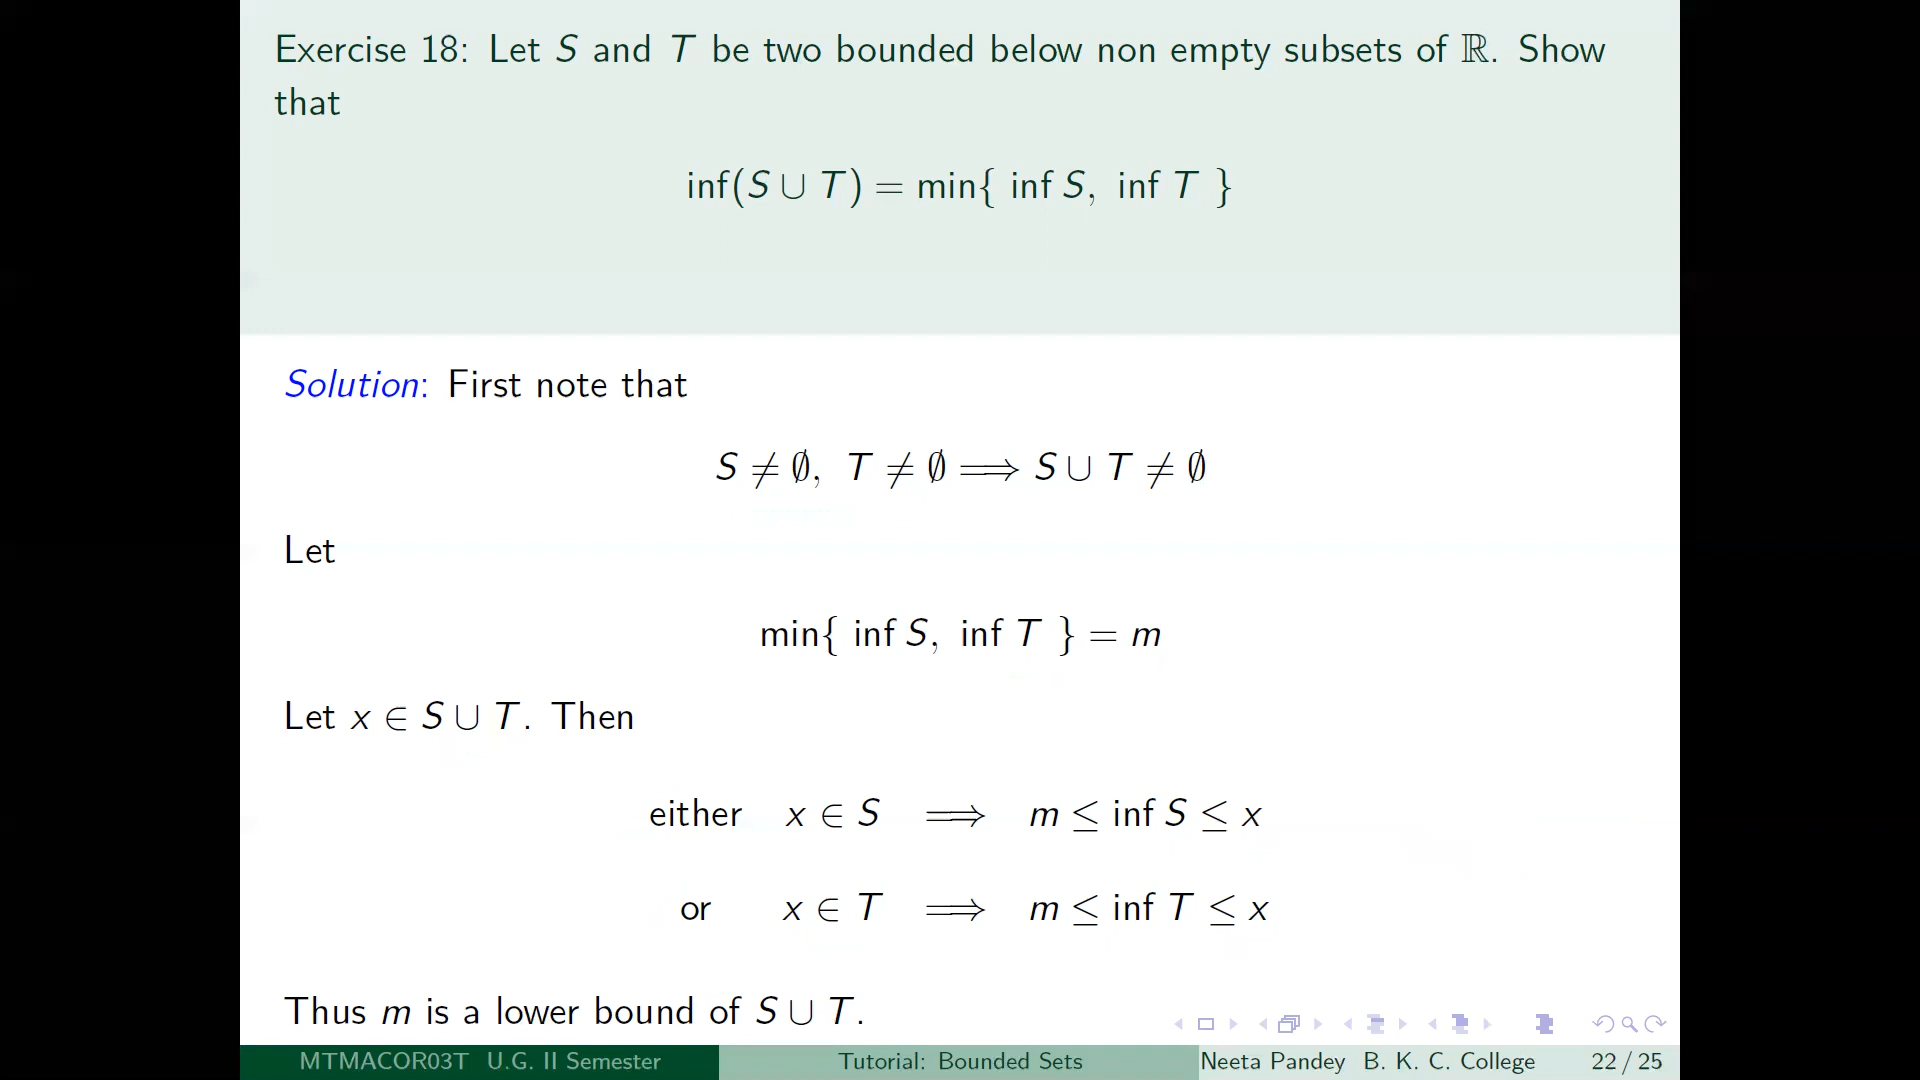 Exercise 18: Let S and T be two bounded below non empty subsets of ℝ. Show
that
inf(S ∪ T) = min{ inf S, inf T }
Solution: First note that
S ≠ ∅, T ≠ ∅ ⟹ S ∪ T ≠ ∅
Let
min{ inf S, inf T } = m
Let x ∈ S ∪ T. Then
either x ∈ S ⟹ m ≤ inf S ≤ x
or x ∈ T ⟹ m ≤ inf T ≤ x
Thus m is a lower bound of S ∪ T.
MTMACOR03T U.G. II Semester Tutorial: Bounded Sets Neeta Pandey B. K. C. College 22 / 25